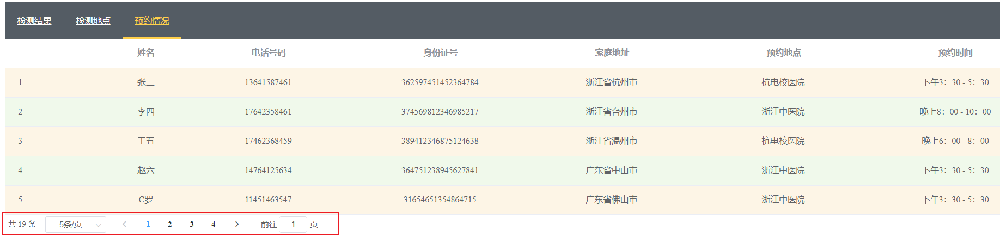 检测结果 检测地点 预约情况
姓名 电话号码 身份证号 家庭地址 预约地点 预约时间
1 张三 13641587461 362597451452364784 浙江省杭州市 杭电校医院 下午3：30 - 5：30
2 李四 17642358461 374569812346985217 浙江省台州市 浙江中医院 晚上8：00 - 10：00
3 王五 17462368459 389412346875124638 浙江省温州市 杭电校医院 晚上6：00 - 8：00
4 赵六 14764125634 364751238945627841 广东省中山市 浙江中医院 下午3：30 - 5：30
5 C罗 11451463547 31654651354864715 广东省佛山市 浙江中医院 下午3：30 - 5：30
共 19 条 5条/页 1 2 3 4 前往 1 页